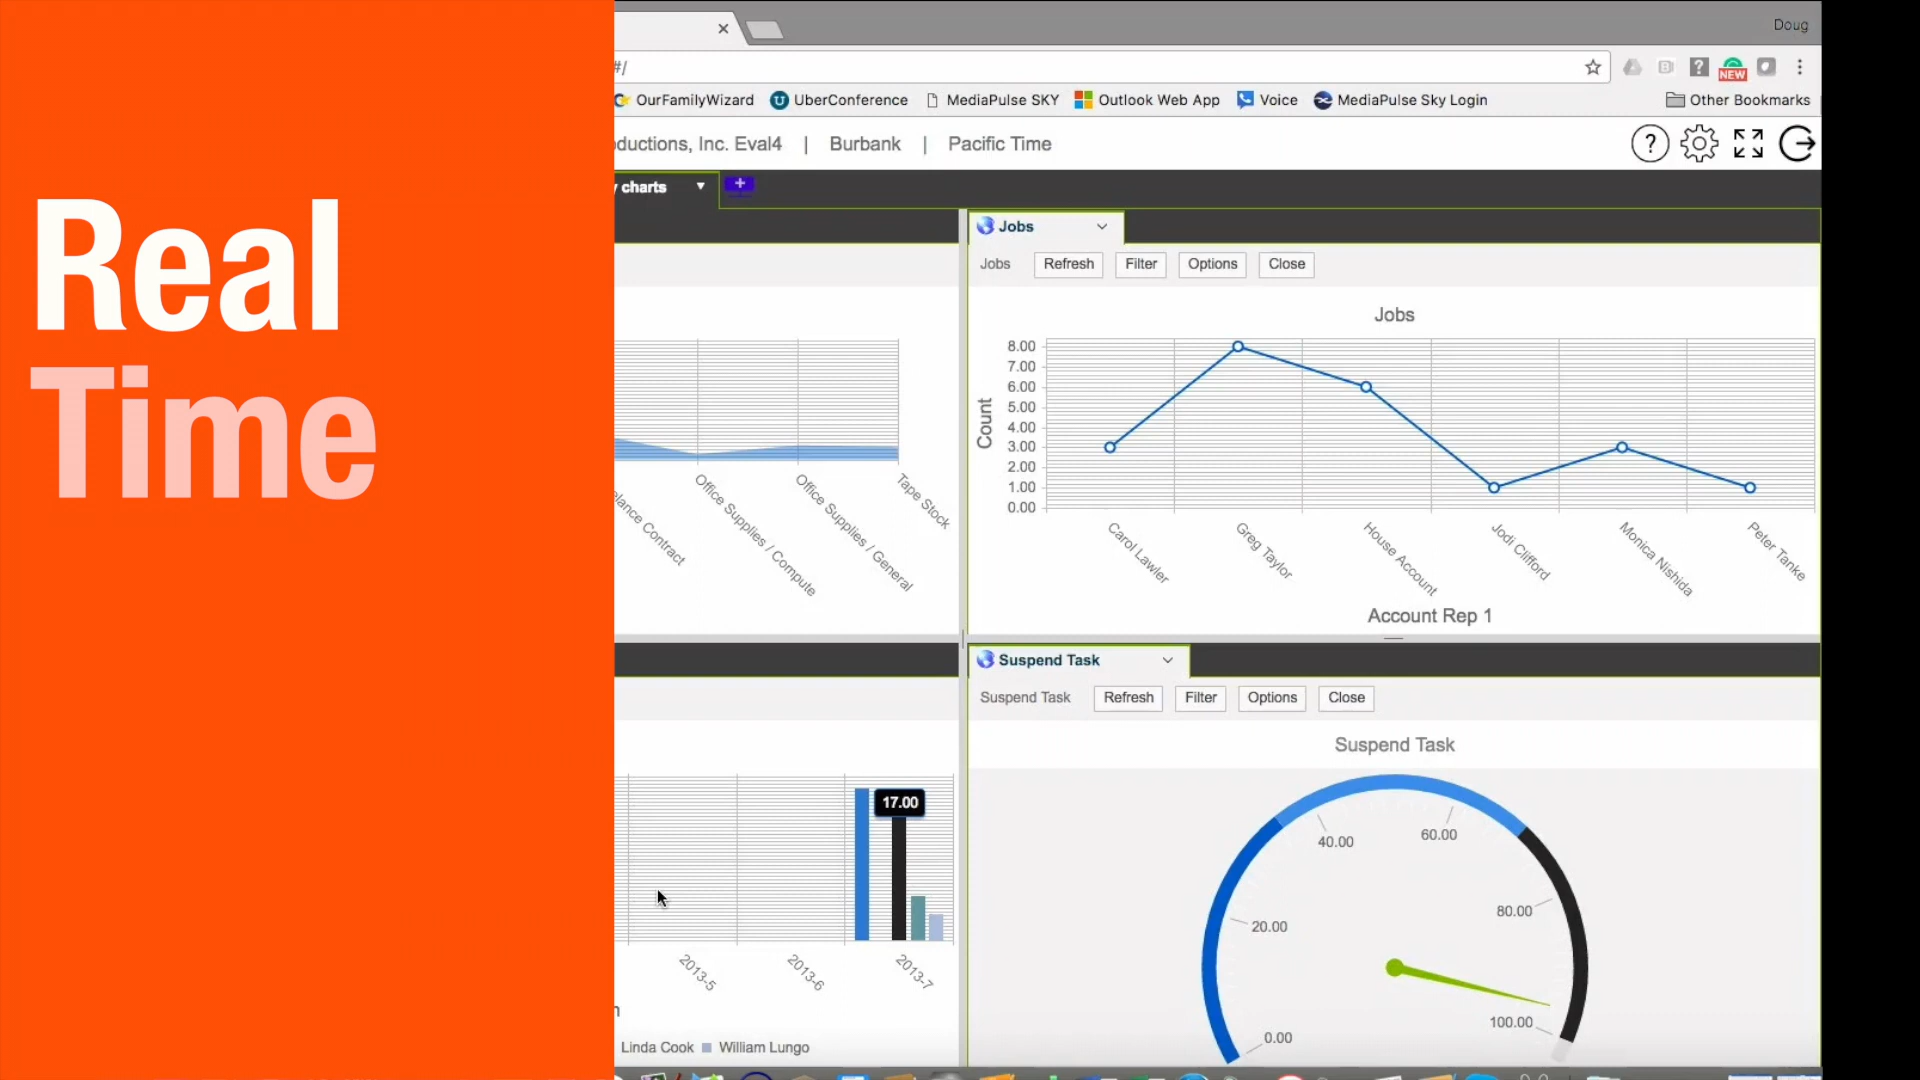 Real
Time
Doug
#/
NEW
OurFamilyWizard
UberConference
MediaPulse SKY
Outlook Web App
Voice
MediaPulse Sky Login
Other Bookmarks
ductions, Inc. Eval4 | Burbank | Pacific Time
?
y charts
+
Jobs
Jobs Refresh Filter Options Close
Jobs
Count
8.00
7.00
6.00
5.00
4.00
3.00
2.00
1.00
0.00
Carol Lawler
Greg Taylor
House Account
Jodi Clifford
Monica Nishida
Peter Tanke
Account Rep 1
lance Contract
Office Supplies / Compute
Office Supplies / General
Tape Stock
Suspend Task
Suspend Task Refresh Filter Options Close
Suspend Task
0.00
20.00
40.00
60.00
80.00
100.00
17.00
2013-5
2013-6
2013-7
n
Linda Cook William Lungo